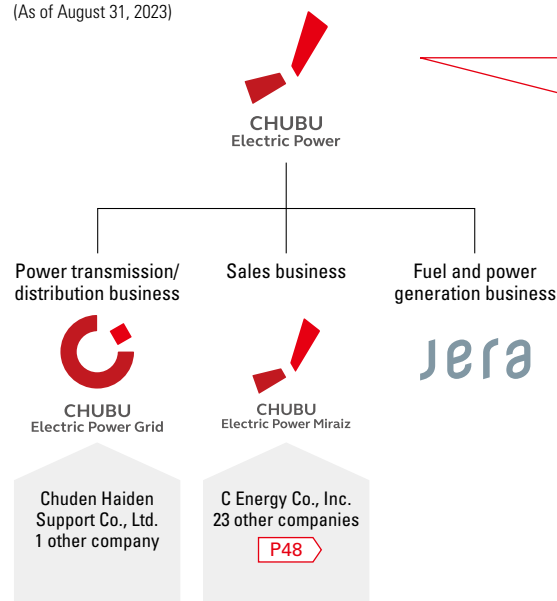 (As of August 31, 2023)
CHUBU
Electric Power
Power transmission/
distribution business
CHUBU
Electric Power Grid
Chuden Haiden
Support Co., Ltd.
1 other company
Sales business
CHUBU
Electric Power Miraiz
C Energy Co., Inc.
23 other companies
P48
Fuel and power
generation business
Jera